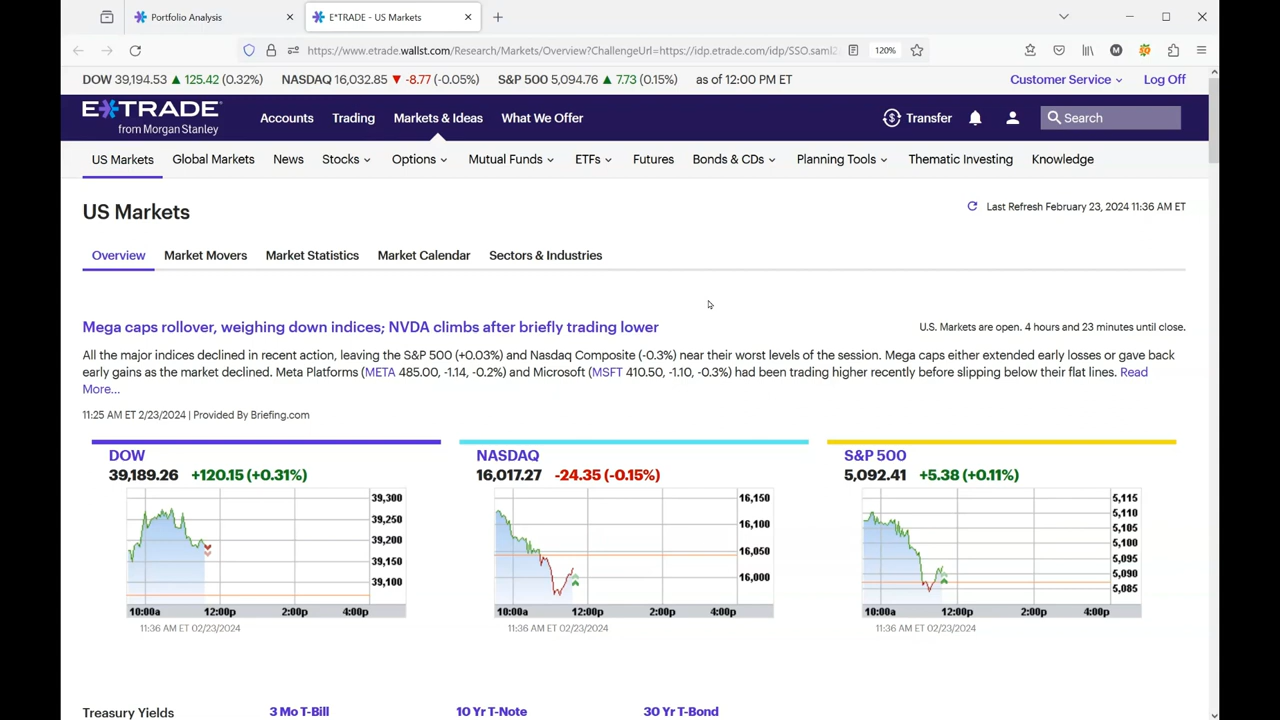 Portfolio Analysis
E*TRADE - US Markets
https://www.etrade.wallst.com/Research/Markets/Overview?ChallengeUrl=https://idp.etrade.com/idp/SSO.saml2
120%
DOW 39,194.53 ▲ 125.42 (0.32%) NASDAQ 16,032.85 ▼ -8.77 (-0.05%) S&P 500 5,094.76 ▲ 7.73 (0.15%) as of 12:00 PM ET
Customer Service Log Off
E*TRADE
from Morgan Stanley
Accounts Trading Markets & Ideas What We Offer Transfer Search
US Markets Global Markets News Stocks Options Mutual Funds ETFs Futures Bonds & CDs Planning Tools Thematic Investing Knowledge
US Markets
Last Refresh February 23, 2024 11:36 AM ET
Overview Market Movers Market Statistics Market Calendar Sectors & Industries
Mega caps rollover, weighing down indices; NVDA climbs after briefly trading lower
U.S. Markets are open. 4 hours and 23 minutes until close.
All the major indices declined in recent action, leaving the S&P 500 (+0.03%) and Nasdaq Composite (-0.3%) near their worst levels of the session. Mega caps either extended early losses or gave back
early gains as the market declined. Meta Platforms (META 485.00, -1.14, -0.2%) and Microsoft (MSFT 410.50, -1.10, -0.3%) had been trading higher recently before slipping below their flat lines. Read
More...
11:25 AM ET 2/23/2024 | Provided By Briefing.com
DOW
39,189.26 +120.15 (+0.31%)
39,300
39,250
39,200
39,150
39,100
10:00a 12:00p 2:00p 4:00p
11:36 AM ET 02/23/2024
NASDAQ
16,017.27 -24.35 (-0.15%)
16,150
16,100
16,050
16,000
10:00a 12:00p 2:00p 4:00p
11:36 AM ET 02/23/2024
S&P 500
5,092.41 +5.38 (+0.11%)
5,115
5,110
5,105
5,100
5,095
5,090
5,085
10:00a 12:00p 2:00p 4:00p
11:36 AM ET 02/23/2024
Treasury Yields 3 Mo T-Bill 10 Yr T-Note 30 Yr T-Bond